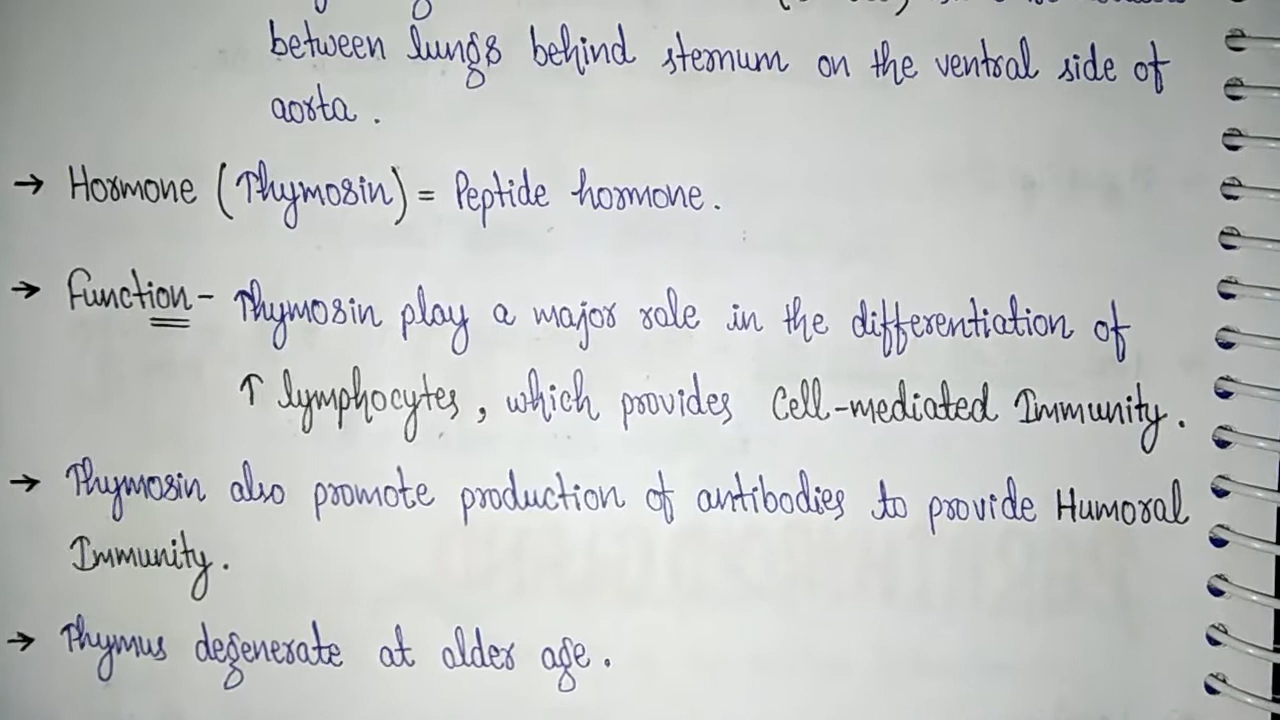 between lungs behind sternum on the ventral side of
aorta.
→ Hormone (Thymosin) = Peptide hormone.
→ Function - Thymosin play a major role in the differentiation of
T lymphocytes, which provides Cell-mediated Immunity.
→ Thymosin also promote production of antibodies to provide Humoral
Immunity.
→ Thymus degenerate at older age.